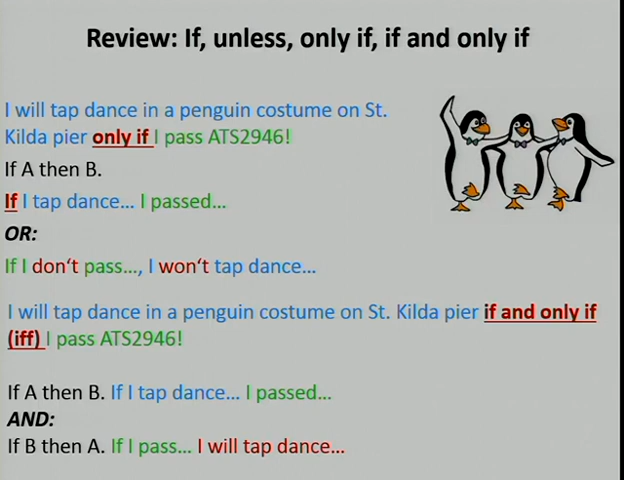 Review: If, unless, only if, if and only if
I will tap dance in a penguin costume on St.
Kilda pier only if I pass ATS2946!
If A then B.
If I tap dance... I passed...
OR:
If I don't pass..., I won't tap dance...
I will tap dance in a penguin costume on St. Kilda pier if and only if
(iff) I pass ATS2946!
If A then B. If I tap dance... I passed...
AND:
If B then A. If I pass... I will tap dance...